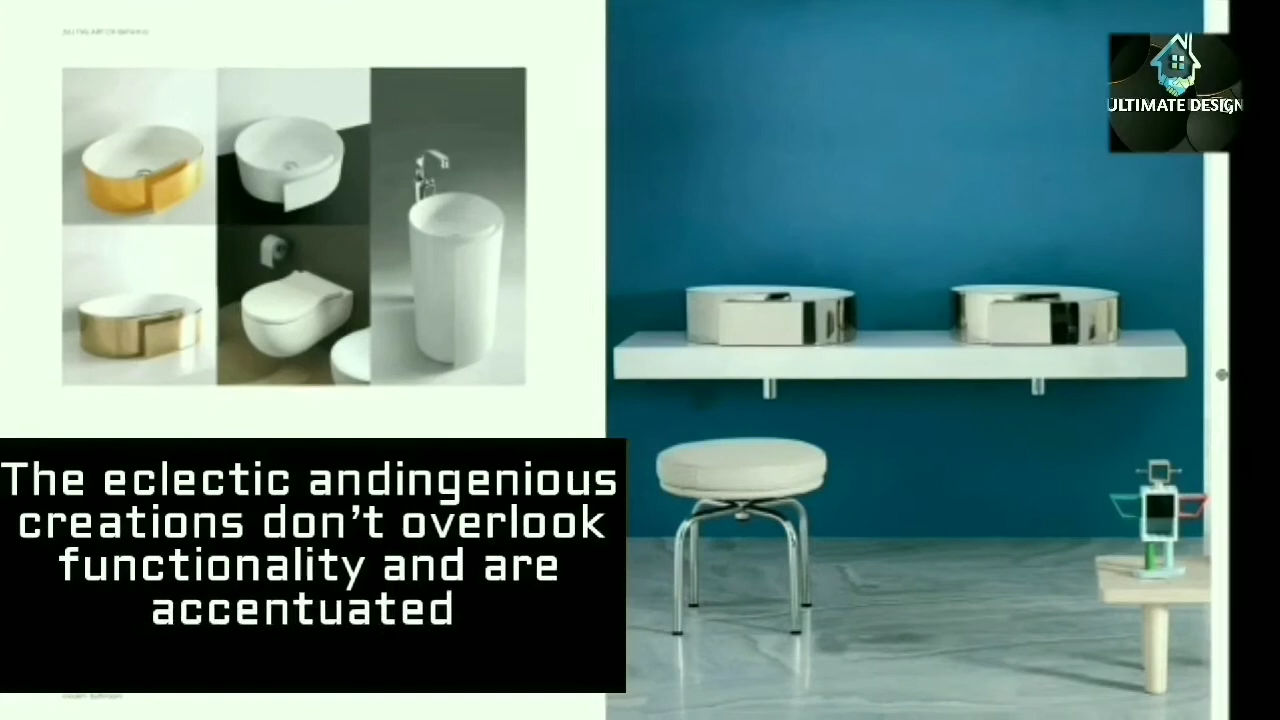 ULTIMATE DESIGN
The eclectic andingenious
creations don't overlook
functionality and are
accentuated